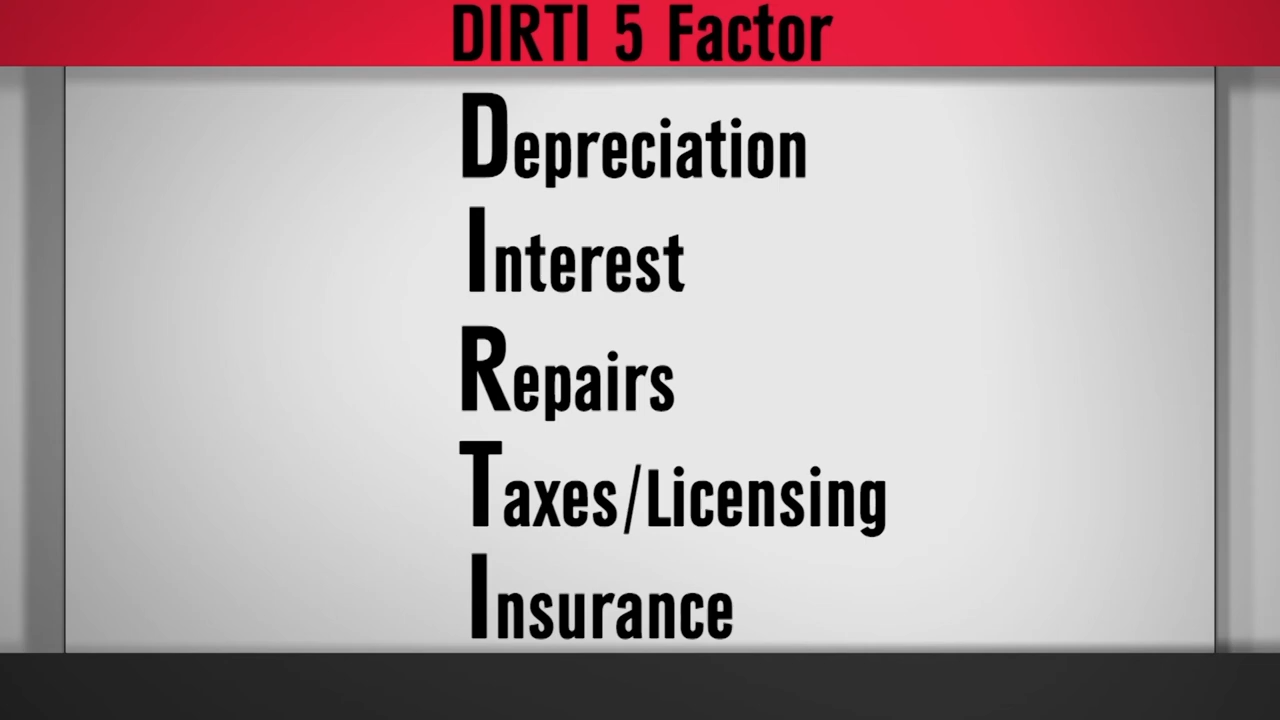 DIRTI 5 Factor
Depreciation
Interest
Repairs
Taxes/Licensing
Insurance